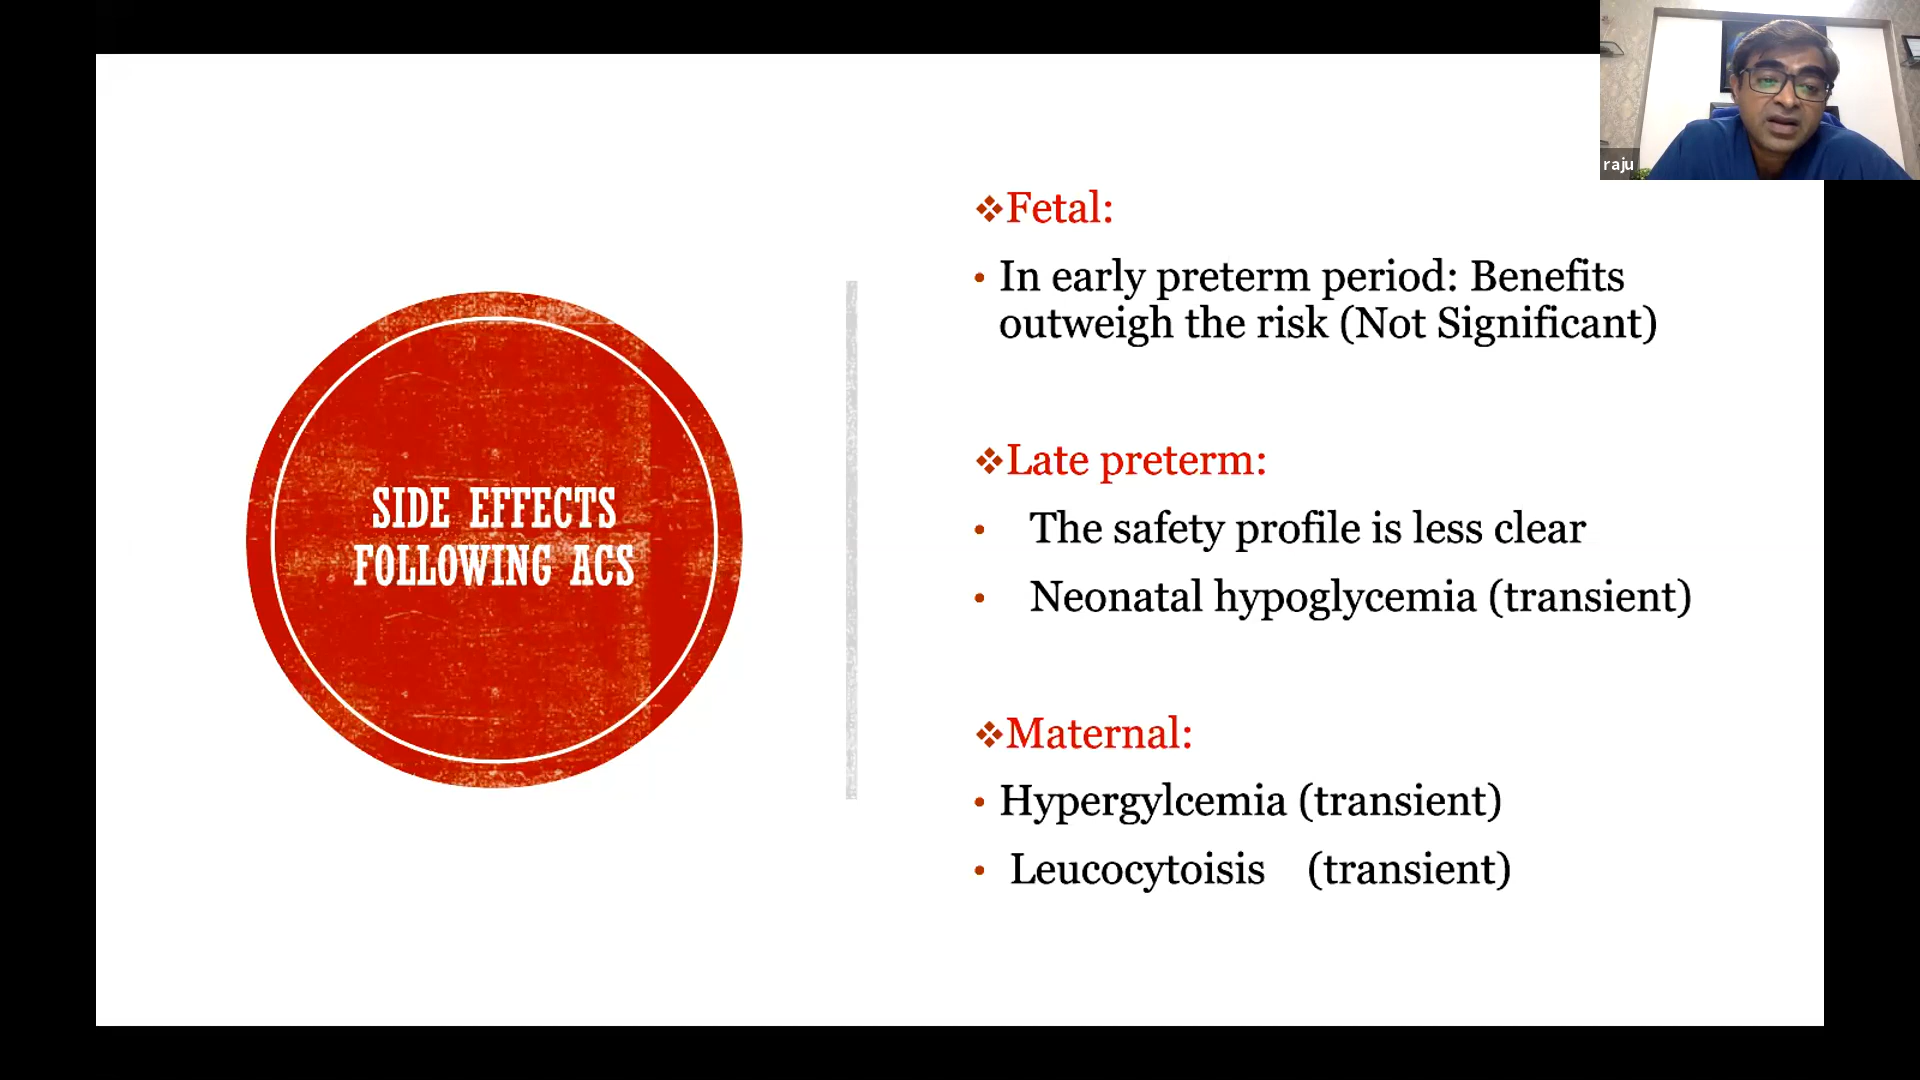 raju
SIDE EFFECTS
FOLLOWING ACS
❖Fetal:
• In early preterm period: Benefits
outweigh the risk (Not Significant)
❖Late preterm:
• The safety profile is less clear
• Neonatal hypoglycemia (transient)
❖Maternal:
• Hypergylcemia (transient)
• Leucocytoisis (transient)